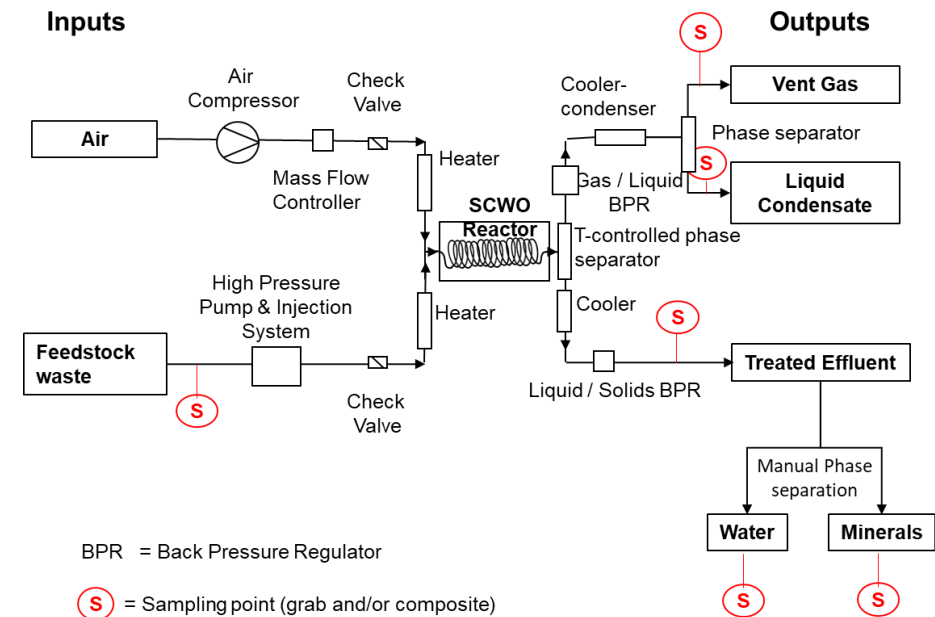 Inputs
Outputs
Air
Compressor
Check
Valve
Air
Mass Flow
Controller
Heater
Cooler-
condenser
S
Vent Gas
Phase separator
S
Liquid
Condensate
Gas / Liquid
BPR
SCWO
Reactor
T-controlled phase
separator
High Pressure
Pump & Injection
System
Heater
Cooler
S
Feedstock
waste
S
Check
Valve
Liquid / Solids BPR
Treated Effluent
Manual Phase
separation
Water
Minerals
S
S
BPR = Back Pressure Regulator
S = Sampling point (grab and/or composite)